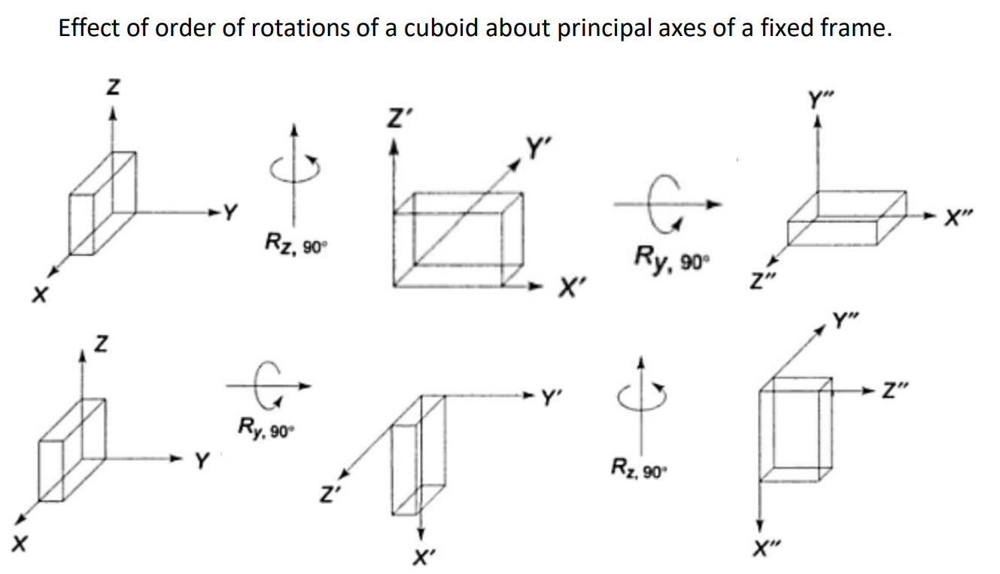 Effect of order of rotations of a cuboid about principal axes of a fixed frame.
Z
Y
X
Rz, 90°
Z'
Y'
X'
Ry, 90°
Y"
X"
Z"
Z
Y
X
Ry, 90°
Y'
Z'
X'
Rz, 90°
Y"
Z"
X"